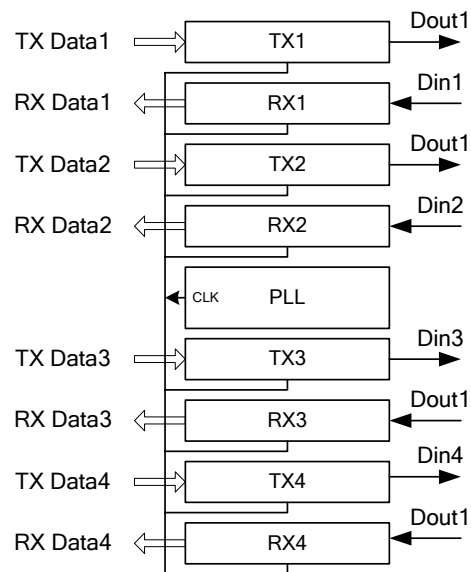 TX Data1 TX1 Dout1
RX Data1 RX1 Din1
TX Data2 TX2 Dout1
RX Data2 RX2 Din2
CLK PLL
TX Data3 TX3 Din3
RX Data3 RX3 Dout1
TX Data4 TX4 Din4
RX Data4 RX4 Dout1